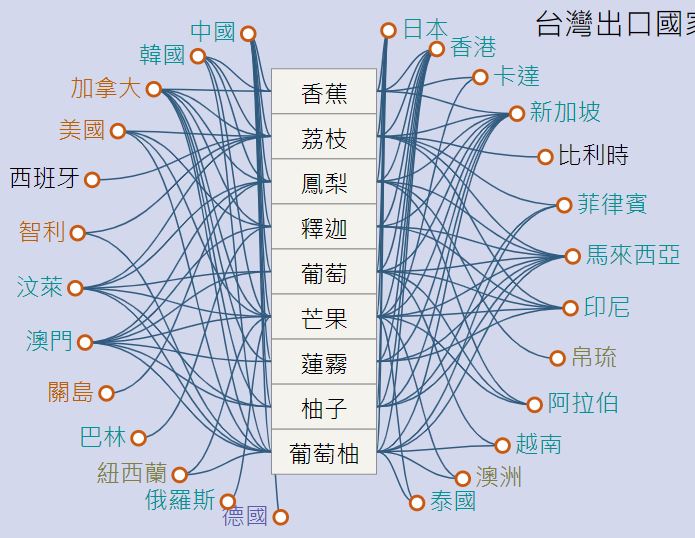 台灣出口國家
中國
韓國
加拿大
美國
西班牙
智利
汶萊
澳門
關島
巴林
紐西蘭
俄羅斯
德國
香蕉
荔枝
鳳梨
釋迦
葡萄
芒果
蓮霧
柚子
葡萄柚
日本
香港
卡達
新加坡
比利時
菲律賓
馬來西亞
印尼
帛琉
阿拉伯
越南
澳洲
泰國